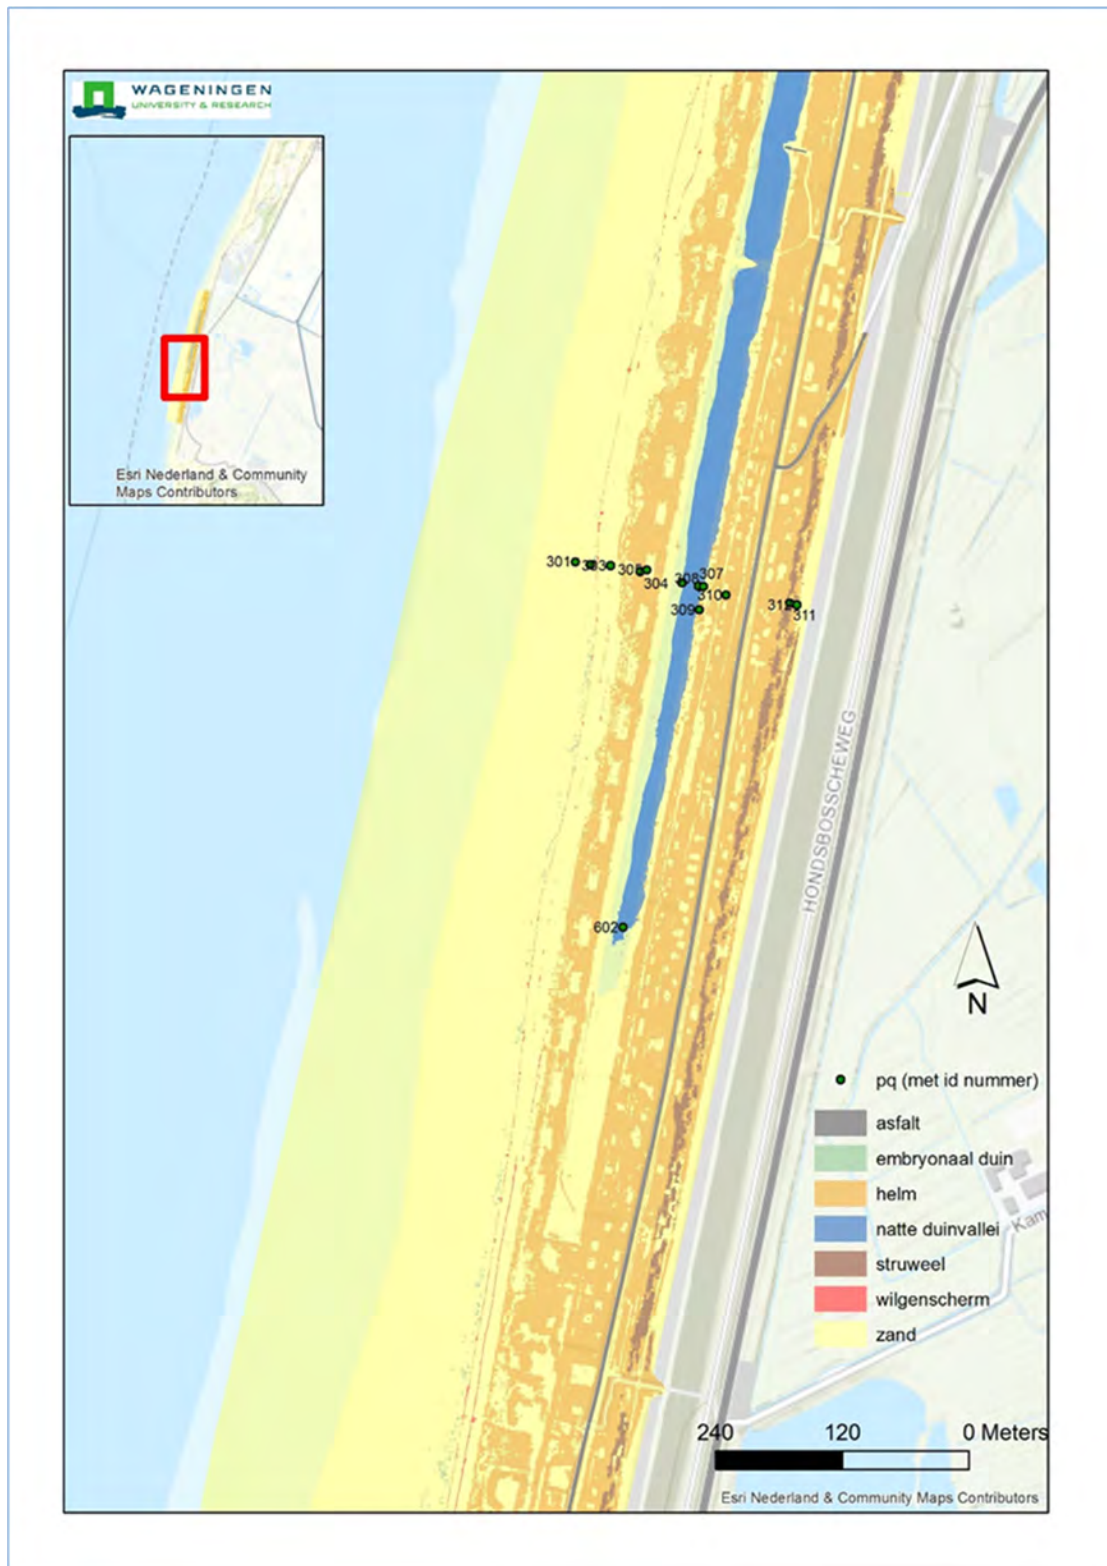 WAGENINGEN
UNIVERSITY & RESEARCH
Esri Nederland & Community
Maps Contributors
301
303
305
304
308
307
310
309
312
311
602
HONDSBOSSCHEWEG
N
pq (met id nummer)
asfalt
embryonaal duin
helm
natte duinvallei
struweel
wilgenscherm
zand
Kam
240 120 0 Meters
Esri Nederland & Community Maps Contributors